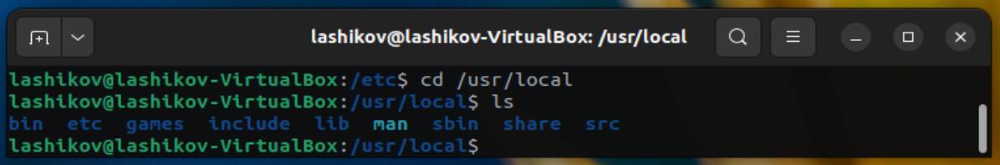 lashikov@lashikov-VirtualBox: /usr/local
lashikov@lashikov-VirtualBox:/etc$ cd /usr/local
lashikov@lashikov-VirtualBox:/usr/local$ ls
bin  etc  games  include  lib  man  sbin  share  src
lashikov@lashikov-VirtualBox:/usr/local$